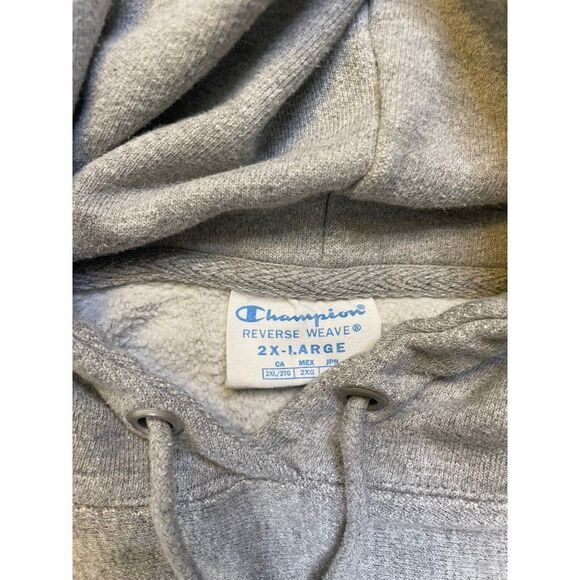 Champion®
REVERSE WEAVE®
2X-LARGE
CA MEX JPN
2XL/2TG 2XG